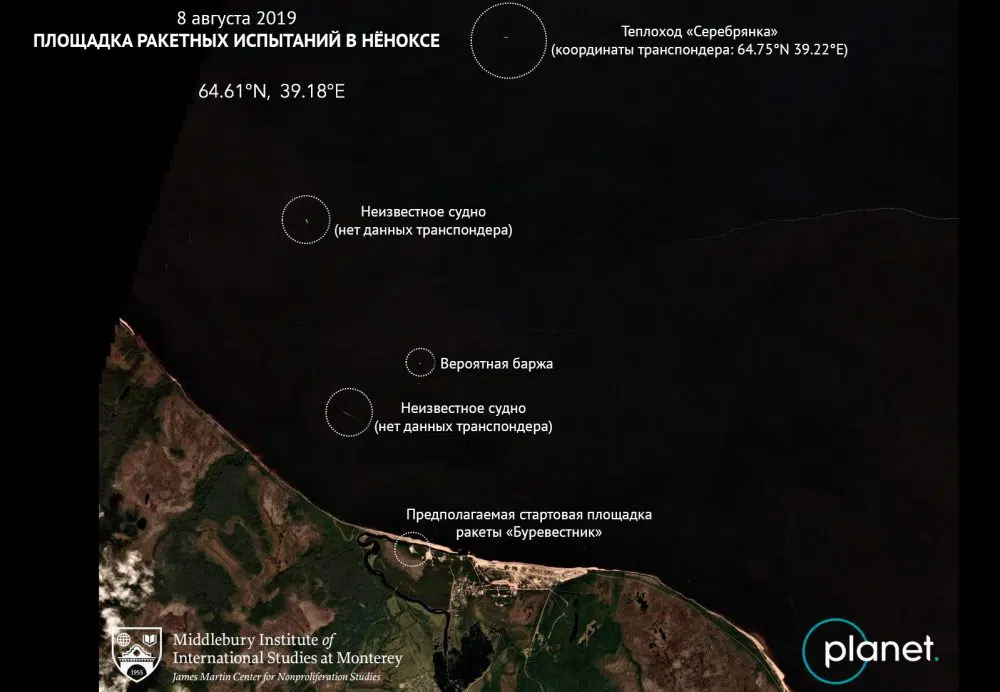 8 августа 2019
ПЛОЩАДКА РАКЕТНЫХ ИСПЫТАНИЙ В НЁНОКСЕ
64.61°N, 39.18°E
Теплоход «Серебрянка»
(координаты транспондера: 64.75°N 39.22°E)
Неизвестное судно
(нет данных транспондера)
Вероятная баржа
Неизвестное судно
(нет данных транспондера)
Предполагаемая стартовая площадка
ракеты «Буревестник»
1955
Middlebury Institute of
International Studies at Monterey
James Martin Center for Nonproliferation Studies
planet.